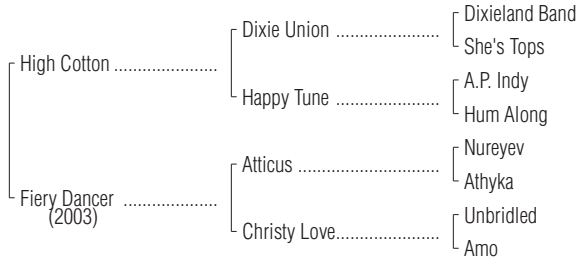 Dixieland Band
Dixie Union ....................
She's Tops
High Cotton ....................
A.P. Indy
Happy Tune ....................
Hum Along
Nureyev
Atticus ...........................
Athyka
Fiery Dancer ..................
(2003)
Unbridled
Christy Love....................
Amo